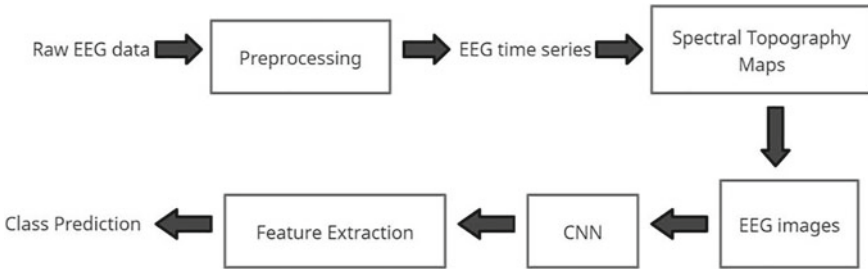 Raw EEG data
Preprocessing
EEG time series
Spectral Topography
Maps
EEG images
CNN
Feature Extraction
Class Prediction